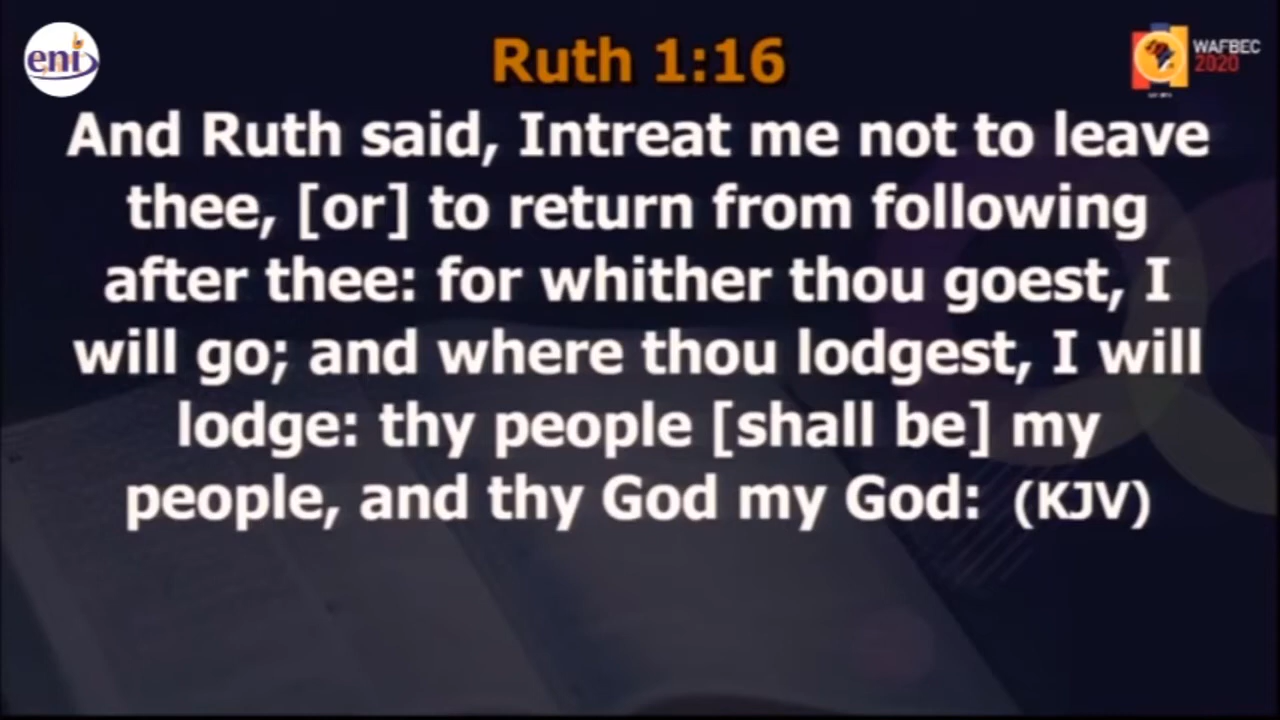 eni
Ruth 1:16
WAFBEC
2020
And Ruth said, Intreat me not to leave
thee, [or] to return from following
after thee: for whither thou goest, I
will go; and where thou lodgest, I will
lodge: thy people [shall be] my
people, and thy God my God: (KJV)